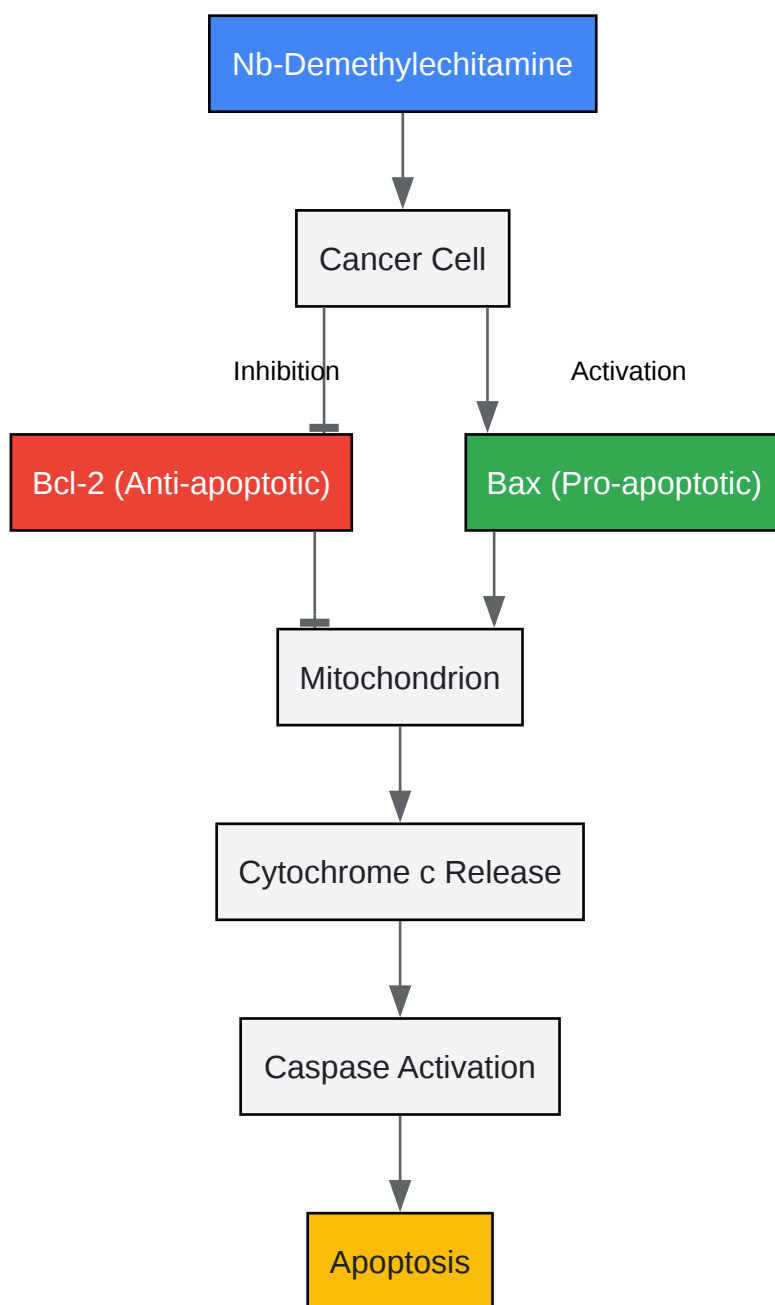 Nb-Demethylechitamine
Cancer Cell
Inhibition
Activation
Bcl-2 (Anti-apoptotic)
Bax (Pro-apoptotic)
Mitochondrion
Cytochrome c Release
Caspase Activation
Apoptosis